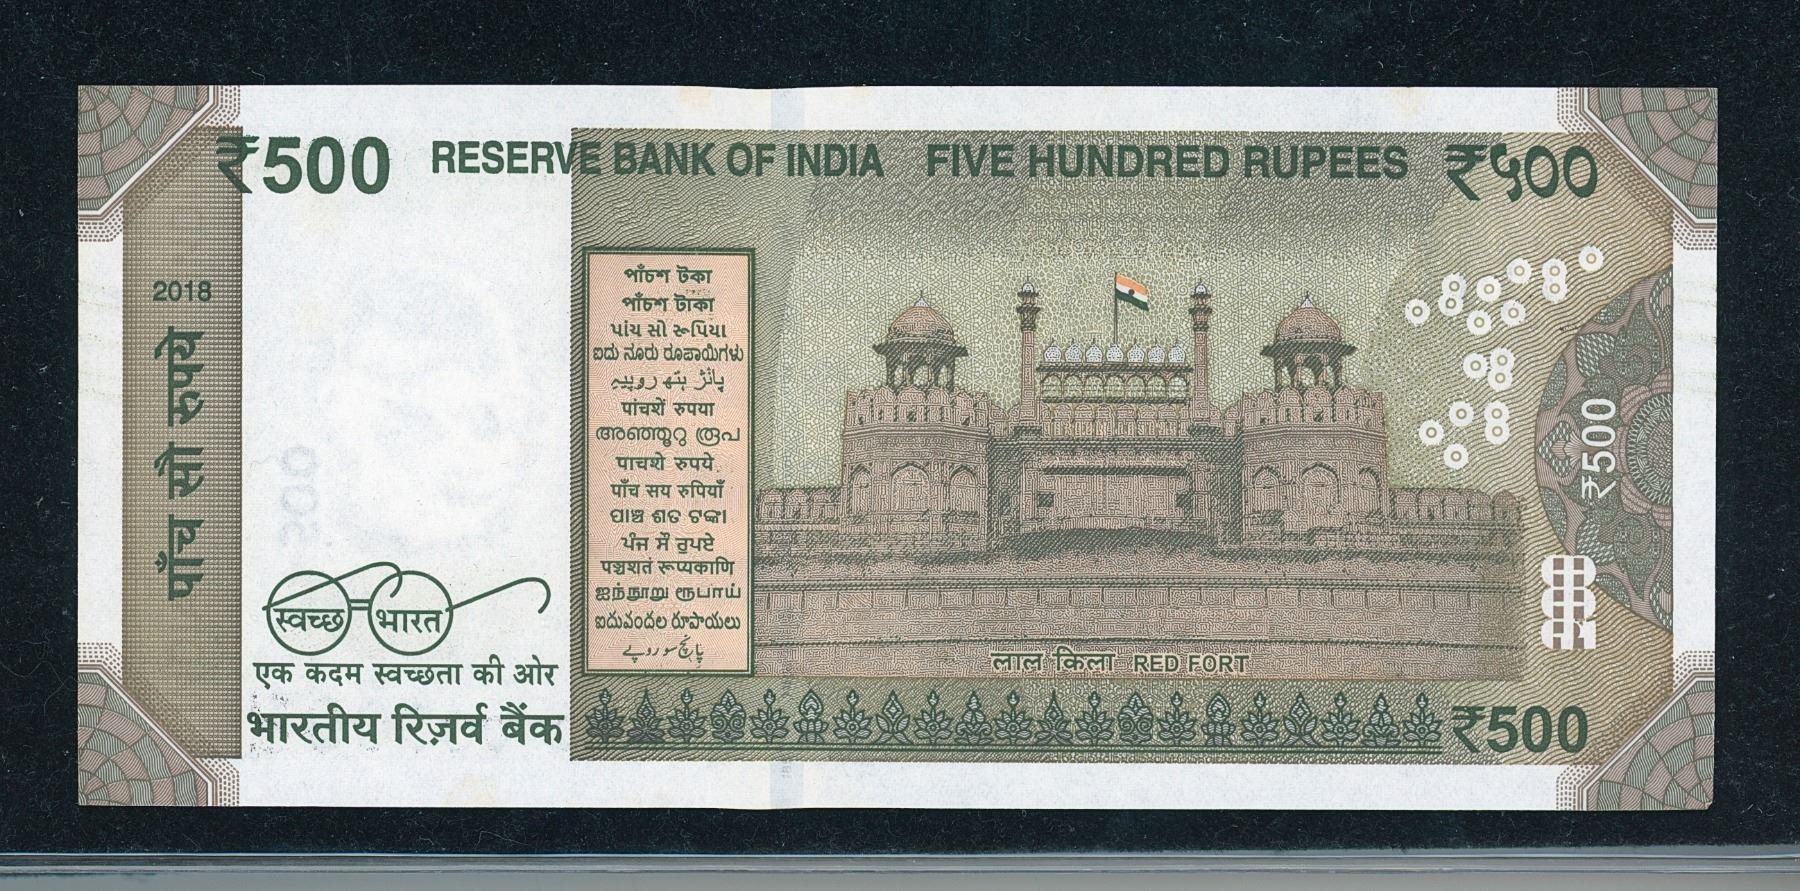 ₹500 RESERVE BANK OF INDIA FIVE HUNDRED RUPEES ₹५००
2018
पाँच सौ रुपये
পাঁচশ টকা
পাঁচশ টাকা
પાંચ સો રૂપિયા
ಐದು ನೂರು ರೂಪಾಯಿಗಳು
پانژ ہتھ روپیہ
पांचशें रुपया
അഞ്ഞൂറു രൂപ
पाचशे रुपये
पाँच सय रुपियाँ
ପାଞ୍ଚ ଶତ ଟଙ୍କା
ਪੰਜ ਸੌ ਰੁਪਏ
पञ्चशतं रूप्यकाणि
ஐந்நூறு ரூபாய்
ఐదువందల రూపాయలు
پانچ سو روپے
₹500
स्वच्छ भारत
एक कदम स्वच्छता की ओर
भारतीय रिज़र्व बैंक
लाल क़िला RED FORT
₹500